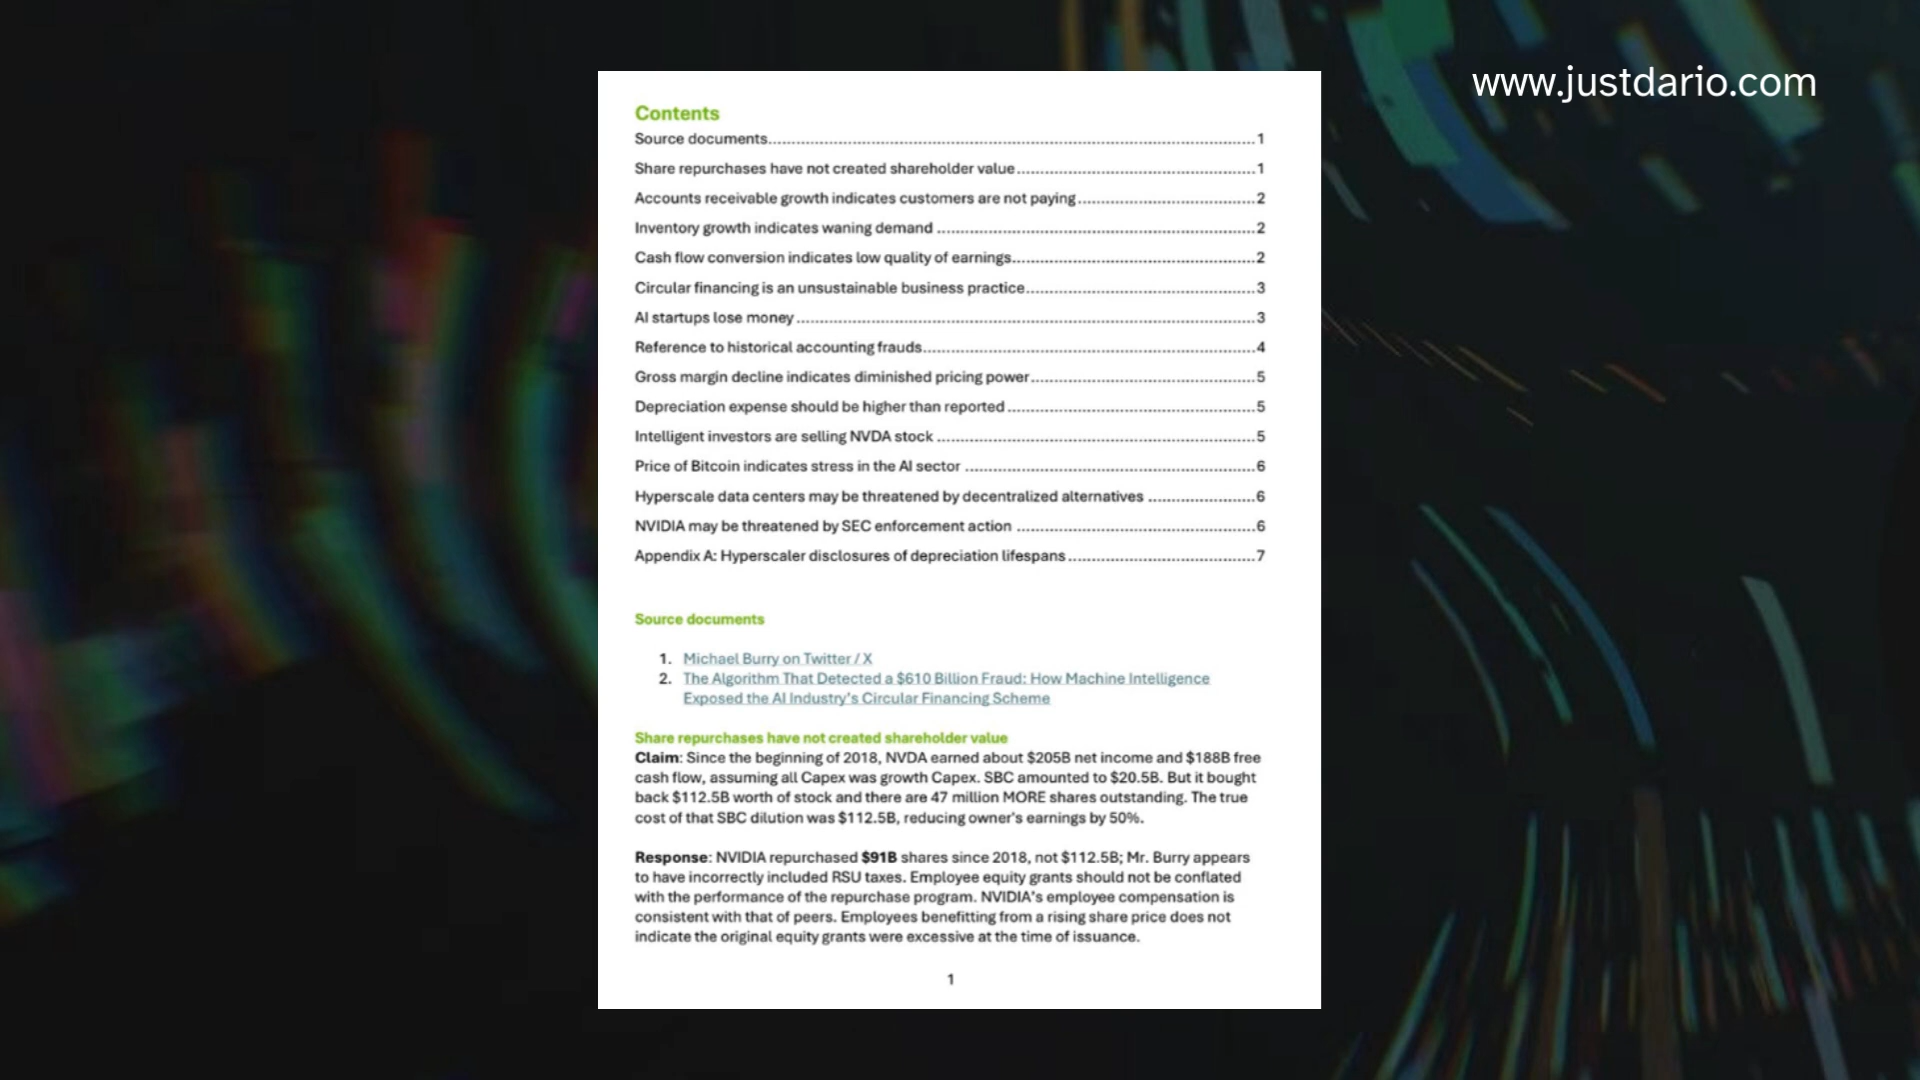 www.justdario.com
Contents
Source documents....1
Share repurchases have not created shareholder value....1
Accounts receivable growth indicates customers are not paying....2
Inventory growth indicates waning demand ....2
Cash flow conversion indicates low quality of earnings....2
Circular financing is an unsustainable business practice....3
AI startups lose money ....3
Reference to historical accounting frauds....4
Gross margin decline indicates diminished pricing power....5
Depreciation expense should be higher than reported ....5
Intelligent investors are selling NVDA stock ....5
Price of Bitcoin indicates stress in the AI sector ....6
Hyperscale data centers may be threatened by decentralized alternatives ....6
NVIDIA may be threatened by SEC enforcement action ....6
Appendix A: Hyperscaler disclosures of depreciation lifespans....7
Source documents
1. Michael Burry on Twitter / X
2. The Algorithm That Detected a $610 Billion Fraud: How Machine Intelligence
Exposed the AI Industry's Circular Financing Scheme
Share repurchases have not created shareholder value
Claim: Since the beginning of 2018, NVDA earned about $205B net income and $188B free
cash flow, assuming all Capex was growth Capex. SBC amounted to $20.5B. But it bought
back $112.5B worth of stock and there are 47 million MORE shares outstanding. The true
cost of that SBC dilution was $112.5B, reducing owner's earnings by 50%.
Response: NVIDIA repurchased $91B shares since 2018, not $112.5B; Mr. Burry appears
to have incorrectly included RSU taxes. Employee equity grants should not be conflated
with the performance of the repurchase program. NVIDIA's employee compensation is
consistent with that of peers. Employees benefitting from a rising share price does not
indicate the original equity grants were excessive at the time of issuance.
1